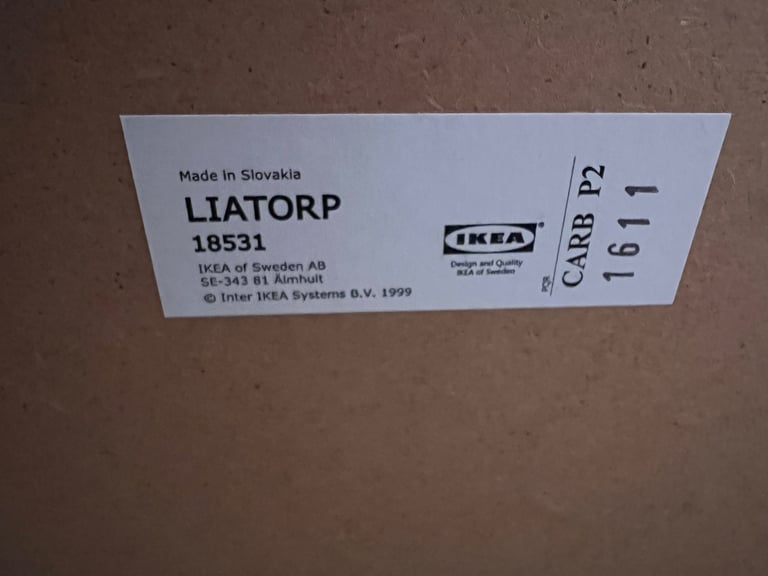 Made in Slovakia
LIATORP
18531
IKEA of Sweden AB
SE-343 81 Älmhult
© Inter IKEA Systems B.V. 1999
IKEA®
Design and Quality
IKEA of Sweden
PQR
CARB P2
1611